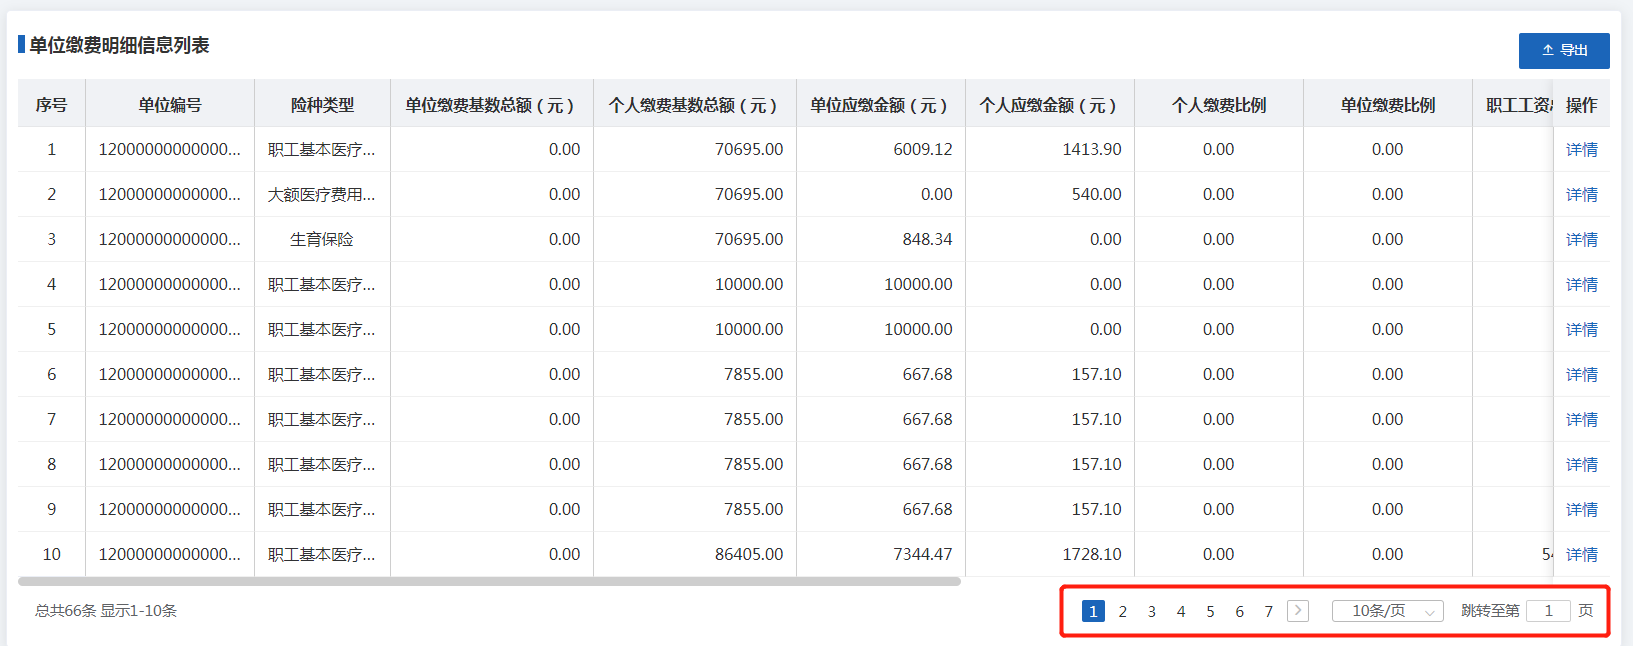 单位缴费明细信息列表
导出
序号 单位编号 险种类型 单位缴费基数总额（元） 个人缴费基数总额（元） 单位应缴金额（元） 个人应缴金额（元） 个人缴费比例 单位缴费比例 职工工资 操作
1 12000000000000... 职工基本医疗... 0.00 70695.00 6009.12 1413.90 0.00 0.00 详情
2 12000000000000... 大额医疗费用... 0.00 70695.00 0.00 540.00 0.00 0.00 详情
3 12000000000000... 生育保险 0.00 70695.00 848.34 0.00 0.00 0.00 详情
4 12000000000000... 职工基本医疗... 0.00 10000.00 10000.00 0.00 0.00 0.00 详情
5 12000000000000... 职工基本医疗... 0.00 10000.00 10000.00 0.00 0.00 0.00 详情
6 12000000000000... 职工基本医疗... 0.00 7855.00 667.68 157.10 0.00 0.00 详情
7 12000000000000... 职工基本医疗... 0.00 7855.00 667.68 157.10 0.00 0.00 详情
8 12000000000000... 职工基本医疗... 0.00 7855.00 667.68 157.10 0.00 0.00 详情
9 12000000000000... 职工基本医疗... 0.00 7855.00 667.68 157.10 0.00 0.00 详情
10 12000000000000... 职工基本医疗... 0.00 86405.00 7344.47 1728.10 0.00 0.00 详情
总共66条 显示1-10条 1 2 3 4 5 6 7 > 10条/页 跳转至第 1 页